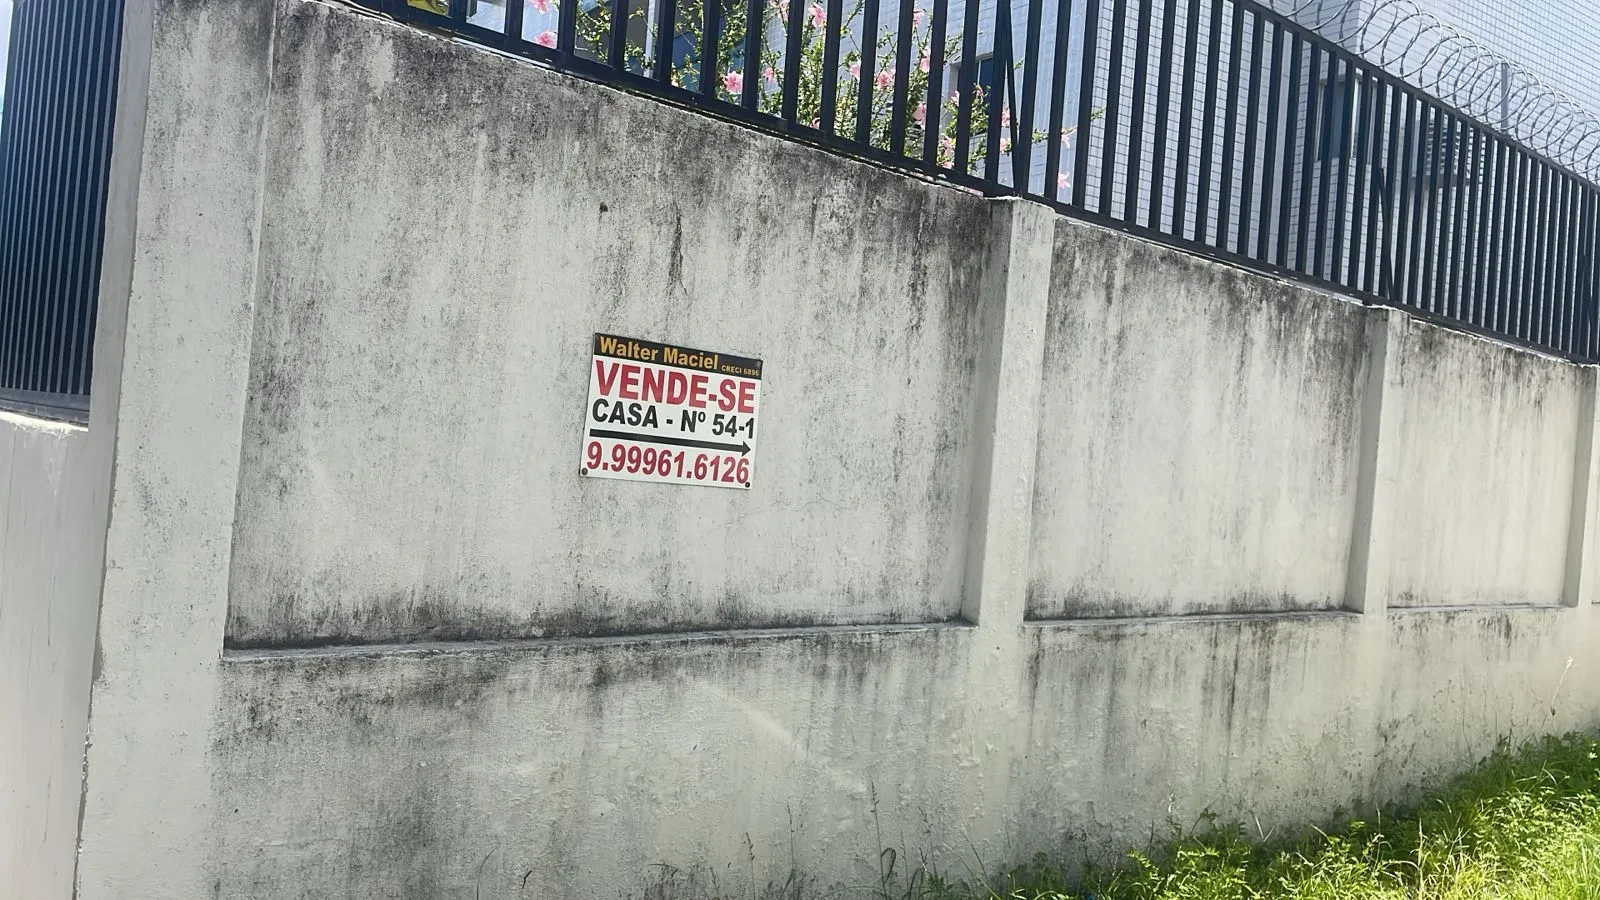 Walter Maciel CRECI 6896
VENDE-SE
CASA - Nº 54-1
9.99961.6126